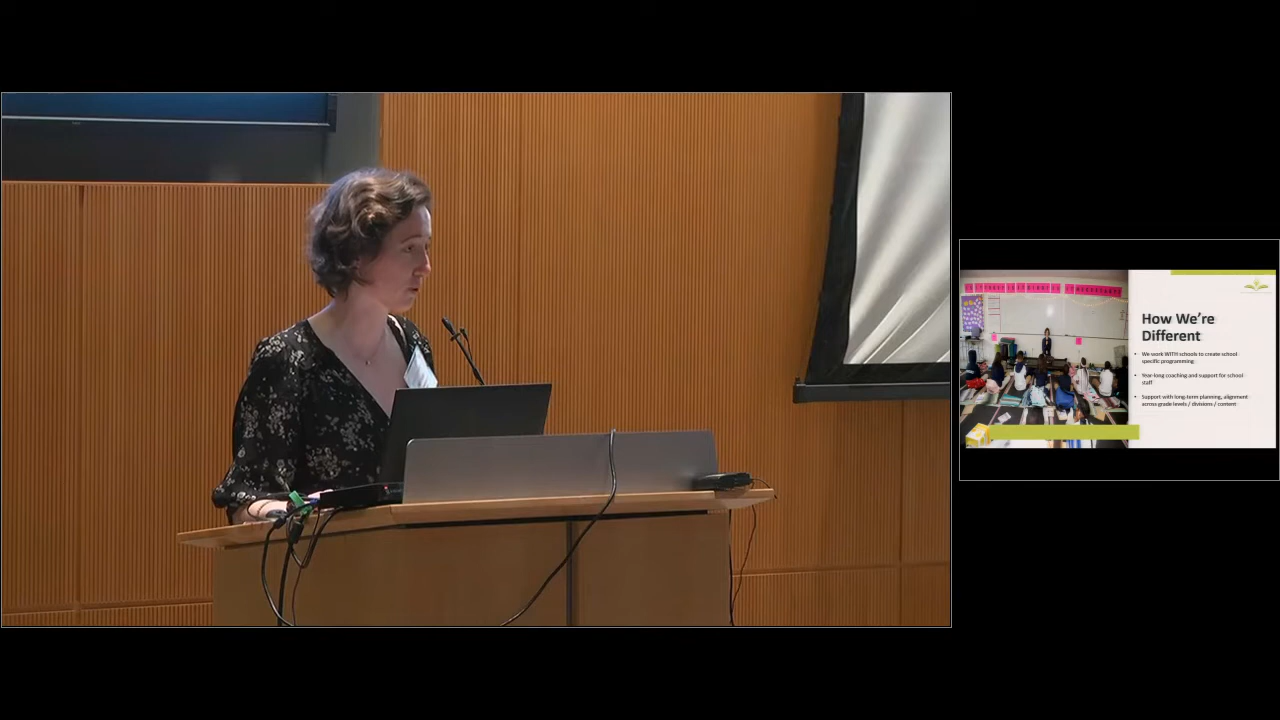 How We're
Different
• We work WITH schools to create school-
specific programming
• Year-long coaching and support for school
staff
• Support with long-term planning, alignment
across grade levels / divisions / content